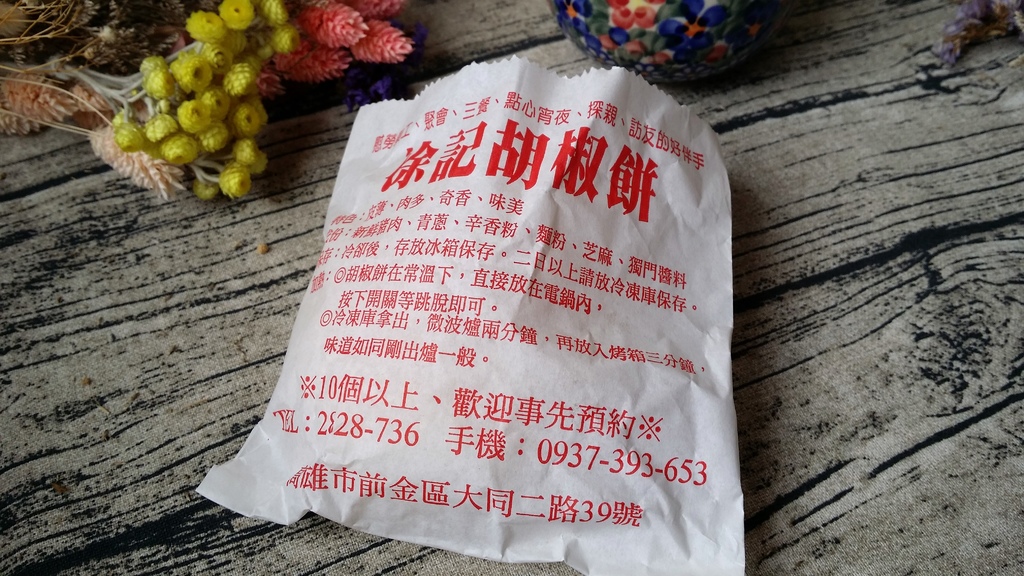 聚會、三餐、點心宵夜、探親、訪友的好伴手
徐記胡椒餅
皮薄、肉多、奇香、味美
新鮮豬肉、青蔥、辛香粉、麵粉、芝麻、獨門醬料
：冷卻後，存放冰箱保存。二日以上請放冷凍庫保存。
：◎胡椒餅在常溫下，直接放在電鍋內，
按下開關等跳脫即可。
◎冷凍庫拿出，微波爐兩分鐘，再放入烤箱三分鐘，
味道如同剛出爐一般。
※10個以上、歡迎事先預約※
TEL：2828-736 手機：0937-393-653
高雄市前金區大同二路39號